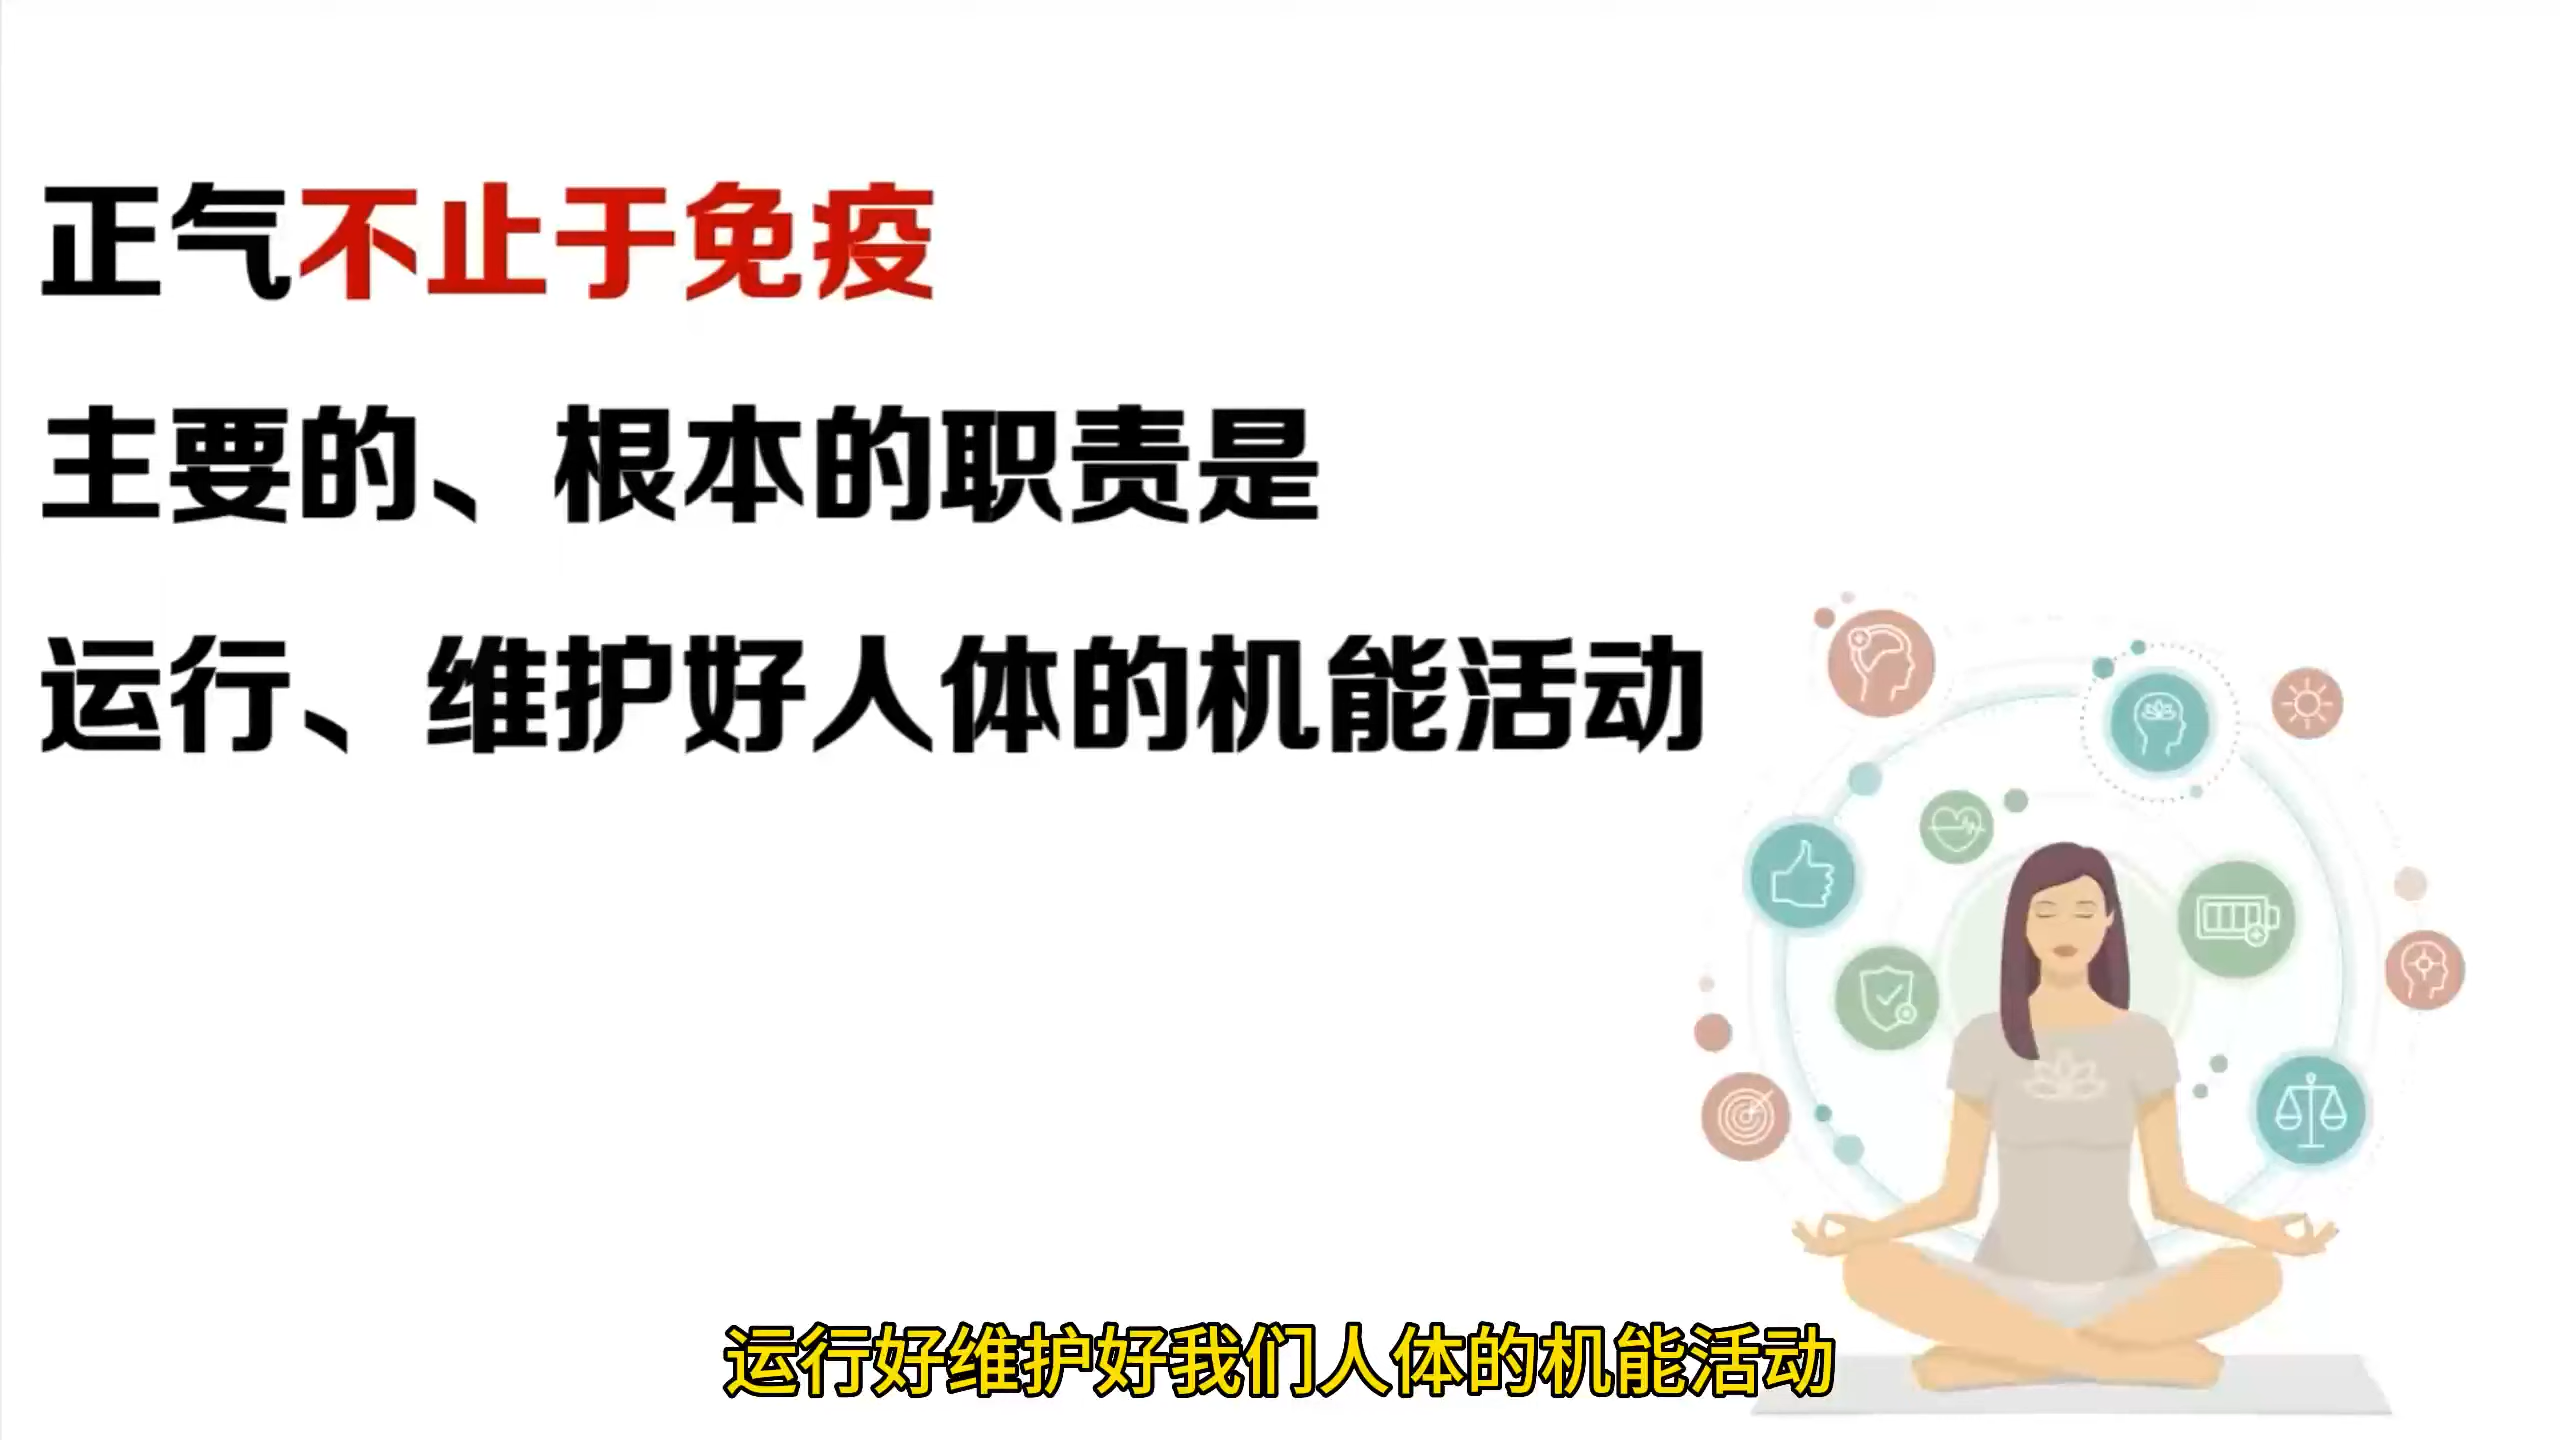 正气不止于免疫
主要的、根本的职责是
运行、维护好人体的机能活动
运行好维护好我们人体的机能活动